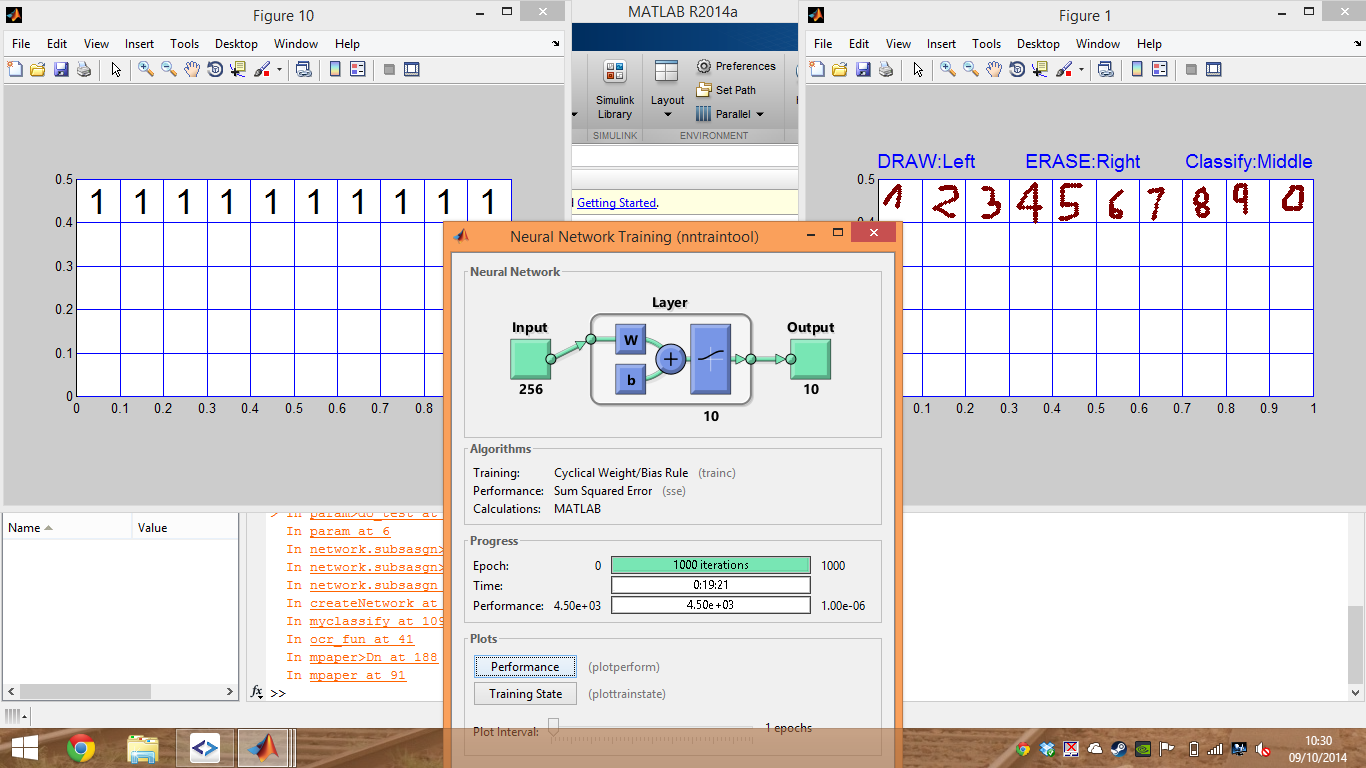 Figure 10
File Edit View Insert Tools Desktop Window Help
1 1 1 1 1 1 1 1 1 1
0.5
0.4
0.3
0.2
0.1
0
0 0.1 0.2 0.3 0.4 0.5 0.6 0.7 0.8
MATLAB R2014a
Simulink Library
Layout
Preferences
Set Path
Parallel
SIMULINK
ENVIRONMENT
Getting Started.
Figure 1
File Edit View Insert Tools Desktop Window Help
DRAW:Left ERASE:Right Classify:Middle
0.5
1 2 3 4 5 6 7 8 9 0
0.1 0.2 0.3 0.4 0.5 0.6 0.7 0.8 0.9 1
Neural Network Training (nntraintool)
Neural Network
Layer
Input
Output
W
+
b
256
10
10
Algorithms
Training: Cyclical Weight/Bias Rule (trainc)
Performance: Sum Squared Error (sse)
Calculations: MATLAB
Progress
Epoch: 0 1000 iterations 1000
Time: 0:19:21
Performance: 4.50e+03 4.50e+03 1.00e-06
Plots
Performance (plotperform)
Training State (plottrainstate)
Plot Interval: 1 epochs
Name Value
> In param>do_test at
In param at 6
In network.subsasgn>
In network.subsasgn>
In network.subsasgn
In createNetwork at
In myclassify at 109
In ocr_fun at 41
In mpaper>Dn at 188
In mpaper at 91
fx >>
10:30
09/10/2014